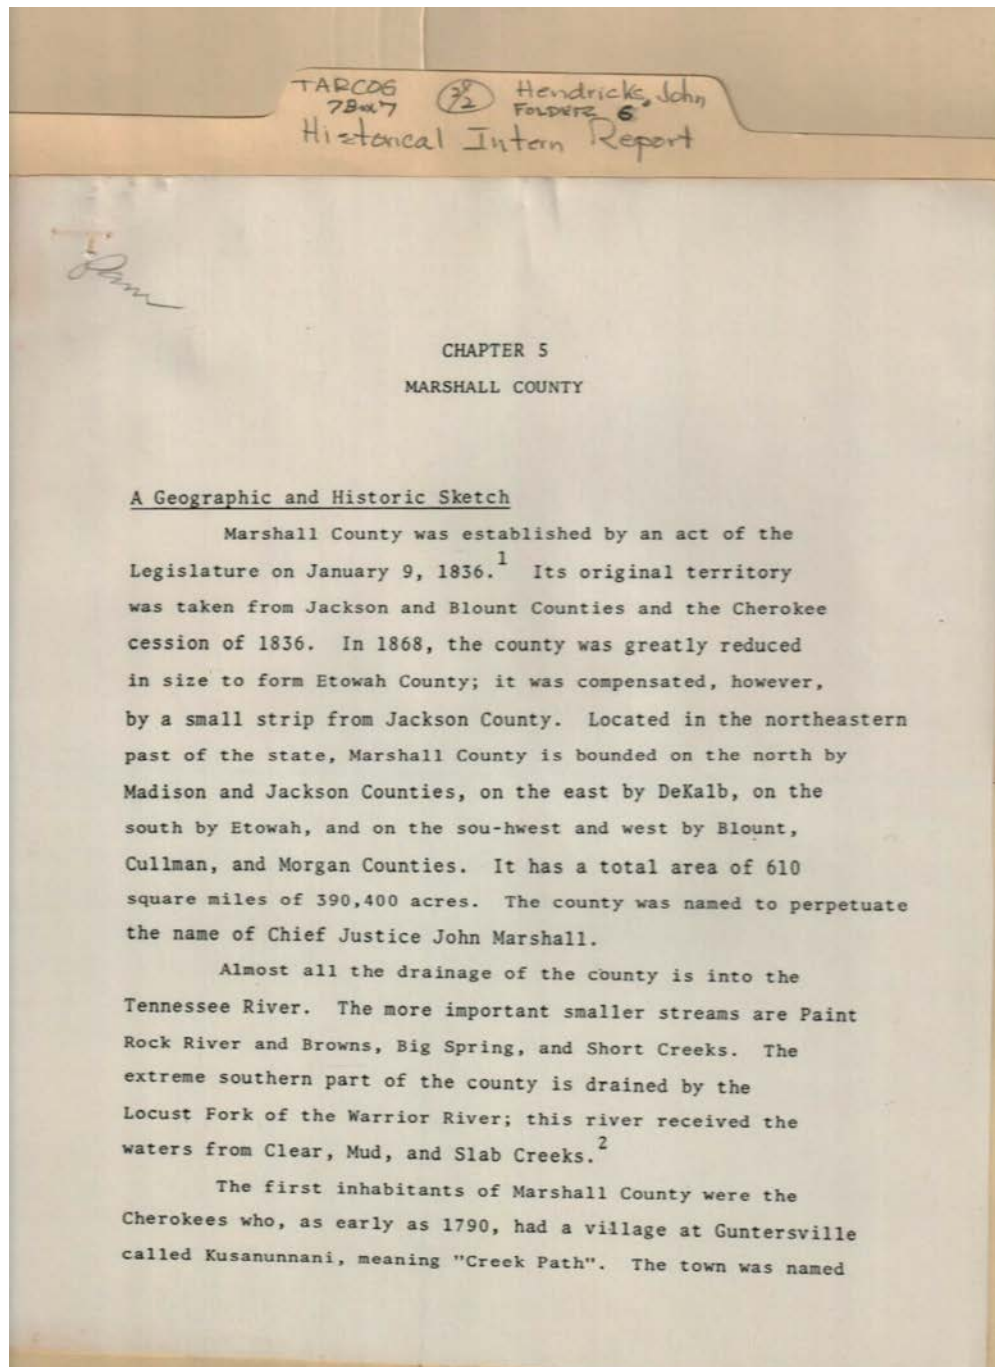 TARCOG
Hendricks, John
FOLDER 6
Historical Intern Report
CHAPTER 5
MARSHALL COUNTY
A Geographic and Historic Sketch
Marshall County was established by an act of the
Legislature on January 9, 1836.1 Its original territory
was taken from Jackson and Blount Counties and the Cherokee
cession of 1836. In 1868, the county was greatly reduced
in size to form Etowah County; it was compensated, however,
by a small strip from Jackson County. Located in the northeastern
past of the state, Marshall County is bounded on the north by
Madison and Jackson Counties, on the east by DeKalb, on the
south by Etowah, and on the sou-hwest and west by Blount,
Cullman, and Morgan Counties. It has a total area of 610
square miles of 390,400 acres. The county was named to perpetuate
the name of Chief Justice John Marshall.
Almost all the drainage of the county is into the
Tennessee River. The more important smaller streams are Paint
Rock River and Browns, Big Spring, and Short Creeks. The
extreme southern part of the county is drained by the
Locust Fork of the Warrior River; this river received the
waters from Clear, Mud, and Slab Creeks.2
The first inhabitants of Marshall County were the
Cherokees who, as early as 1790, had a village at Guntersville
called Kusanunnani, meaning "Creek Path". The town was named